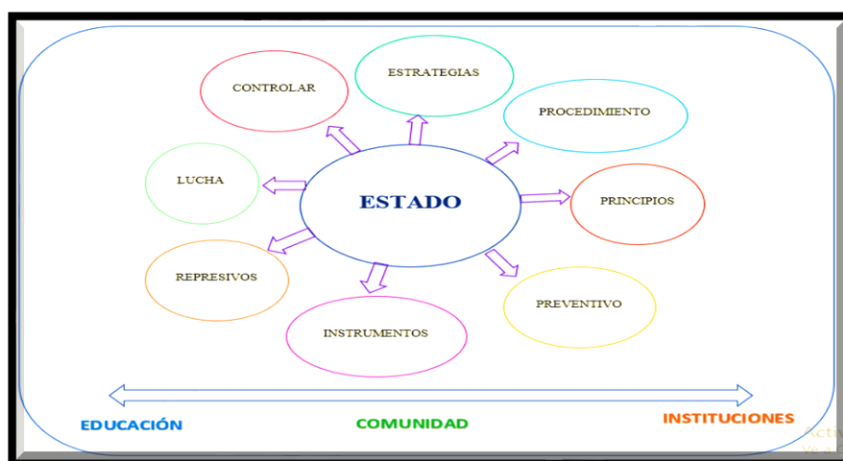 ESTRATEGIAS
CONTROLAR
PROCEDIMIENTO
LUCHA
ESTADO
PRINCIPIOS
REPRESIVOS
PREVENTIVO
INSTRUMENTOS
EDUCACIÓN
COMUNIDAD
INSTITUCIONES